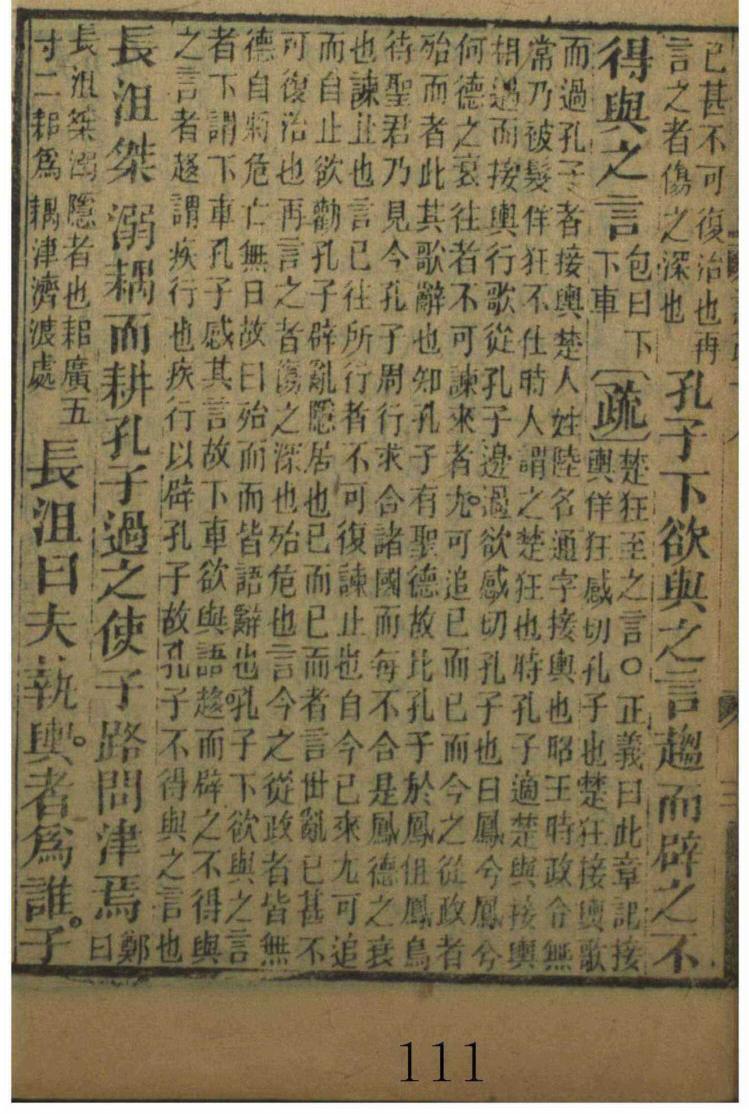 已甚不可復治也再
言之者傷之深也
孔子下欲與之言趨而辟之不
得與之言
包曰下
下車
疏
楚狂至之言○正義曰此章記接
輿佯狂感切孔子也楚狂接輿歌
而過孔子者接輿楚人姓陸名通字接輿也昭王時政令無
常乃被髮佯狂不仕時人謂之楚狂也時孔子適楚與接輿
相遇而接輿行歌從孔子邊過欲感切孔子也曰鳳兮鳳兮
何德之衰往者不可諫來者尤可追已而已而今之從政者
殆而者此其歌辭也知孔子有聖德故比孔子於鳳但鳳鳥
待聖君乃見今孔子周行求合諸國而每不合是鳳德之衰
也諫止也言已往所行者不可復諫止也自今已來尤可追
而自止欲勸孔子辟亂隱居也已而已而者言世亂已甚不
可復治也再言之者傷之深也殆危也言今之從政者皆無
德自將危亡無日故曰殆而而皆語辭也孔子下欲與之言
者下謂下車孔子感其言故下車欲與語趨而辟之不得與
之言者趨謂疾行也疾行以辟孔子故孔子不得與之言也
長沮桀溺耦而耕孔子過之使子路問津焉
鄭
曰
長沮桀溺隱者也耜廣五
寸二耜為耦津濟渡處
長沮曰夫執輿者為誰子
111